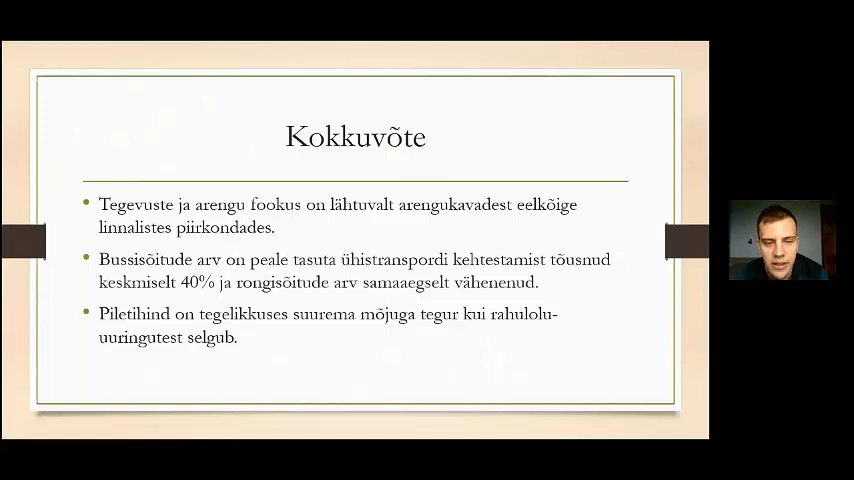 Kokkuvõte
Tegevuste ja arengu fookus on lähtuvalt arengukavadest eelkõige
linnalistes piirkondades.
Bussisõitude arv on peale tasuta ühistranspordi kehtestamist tõusnud
keskmiselt 40% ja rongisõitude arv samaaegselt vähenenud.
Piletihind on tegelikkuses suurema mõjuga tegur kui rahulolu-
uuringutest selgub.